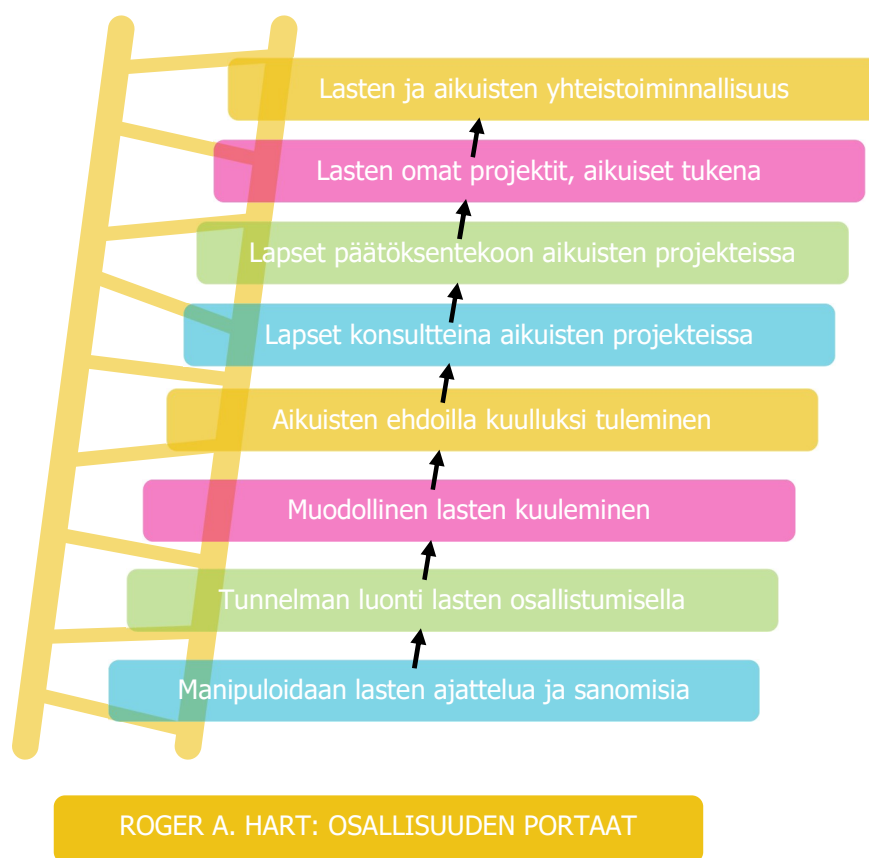 Lasten ja aikuisten yhteistoiminnallisuus
Lasten omat projektit, aikuiset tukena
Lapset päätöksentekoon aikuisten projekteissa
Lapset konsultteina aikuisten projekteissa
Aikuisten ehdoilla kuulluksi tuleminen
Muodollinen lasten kuuleminen
Tunnelman luonti lasten osallistumisella
Manipuloidaan lasten ajattelua ja sanomisia
ROGER A. HART: OSALLISUUDEN PORTAAT